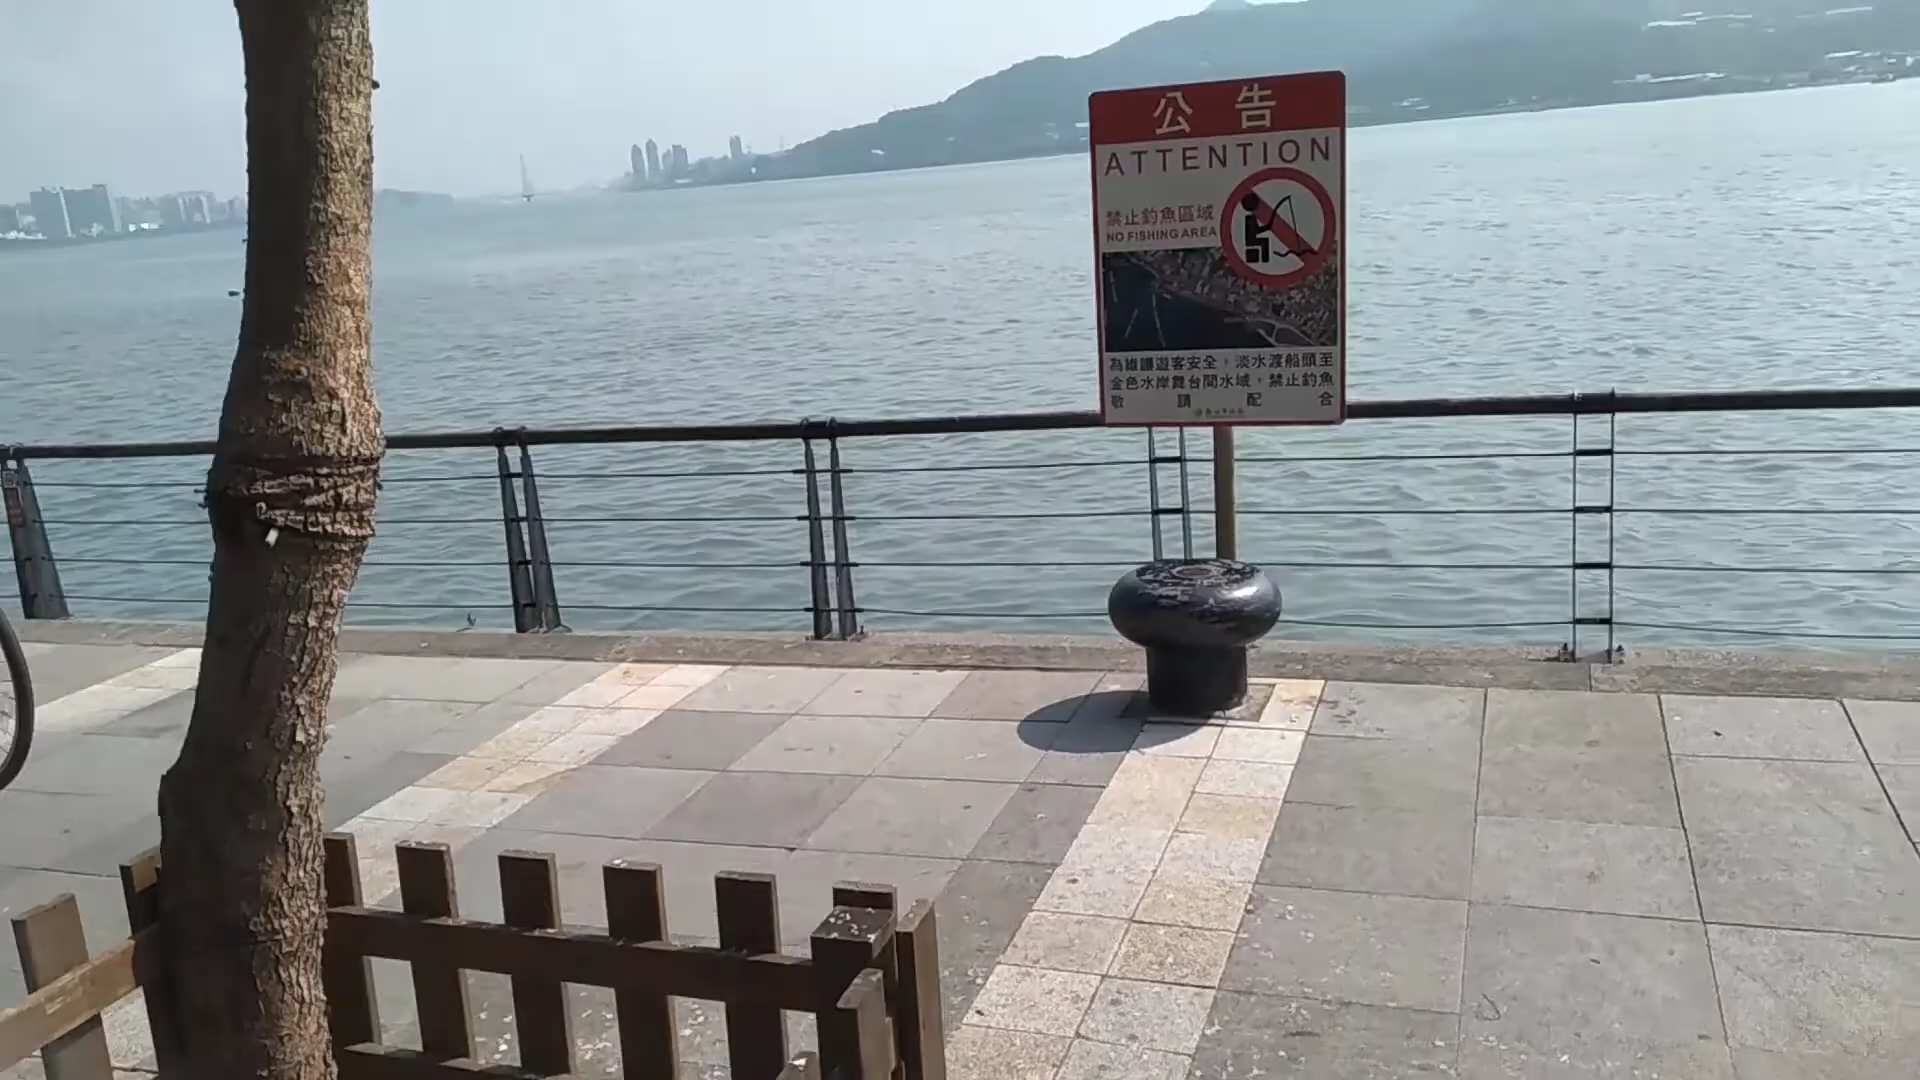 公告
ATTENTION
禁止釣魚區域
NO FISHING AREA
為維護遊客安全，淡水渡船頭至
金色水岸舞台間水域，禁止釣魚
敬請配合